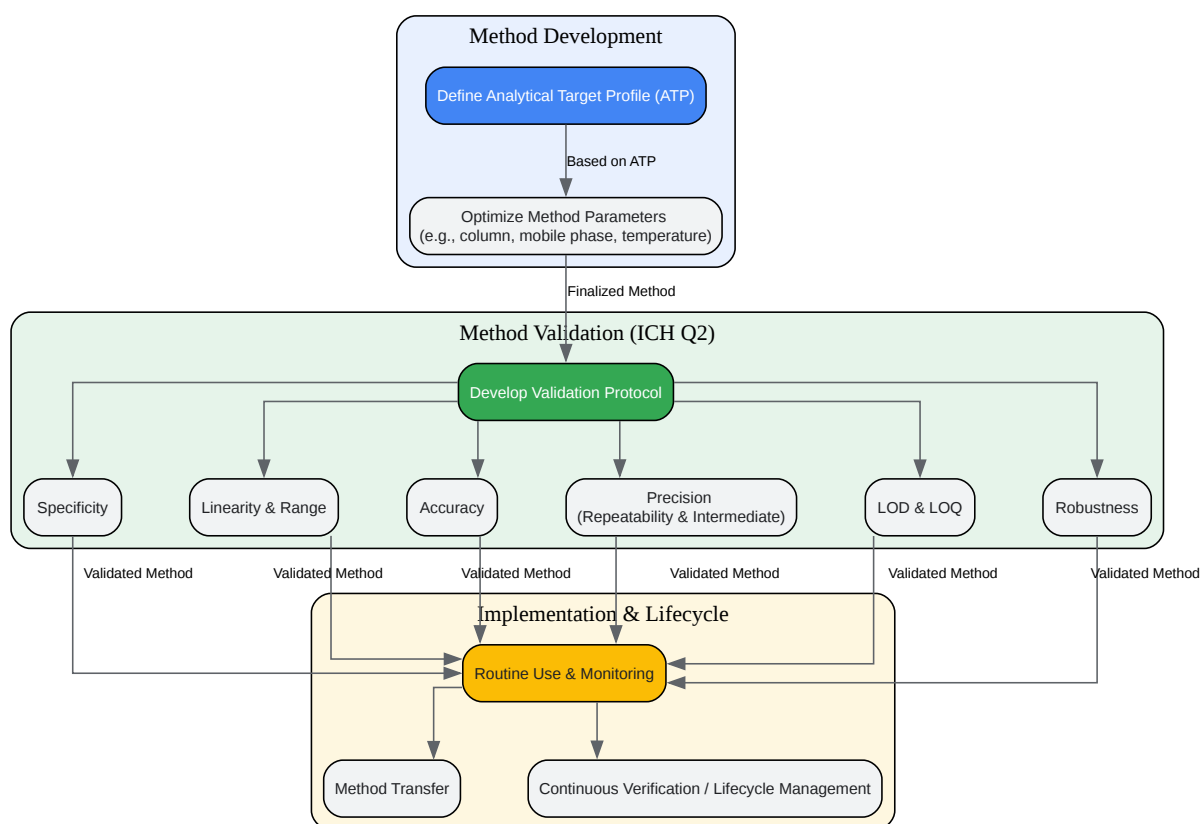 Method Development
Define Analytical Target Profile (ATP)
Based on ATP
Optimize Method Parameters
(e.g., column, mobile phase, temperature)
Finalized Method
Method Validation (ICH Q2)
Develop Validation Protocol
Specificity
Linearity & Range
Accuracy
Precision
(Repeatability & Intermediate)
LOD & LOQ
Robustness
Validated Method
Validated Method
Validated Method
Validated Method
Validated Method
Validated Method
Implementation & Lifecycle
Routine Use & Monitoring
Method Transfer
Continuous Verification / Lifecycle Management